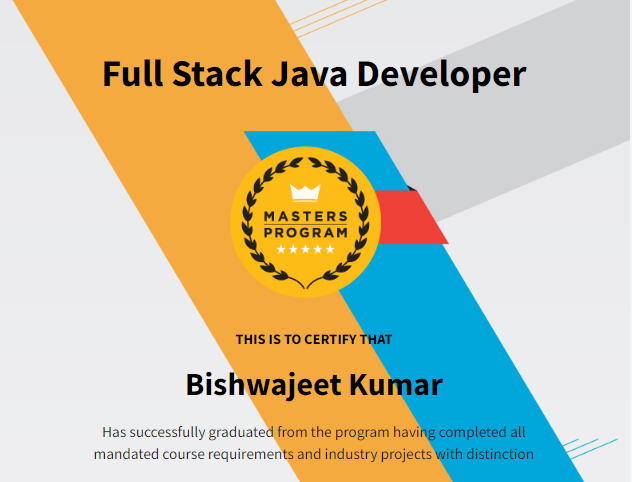 Full Stack Java Developer
MASTERS
PROGRAM
THIS IS TO CERTIFY THAT
Bishwajeet Kumar
Has successfully graduated from the program having completed all
mandated course requirements and industry projects with distinction